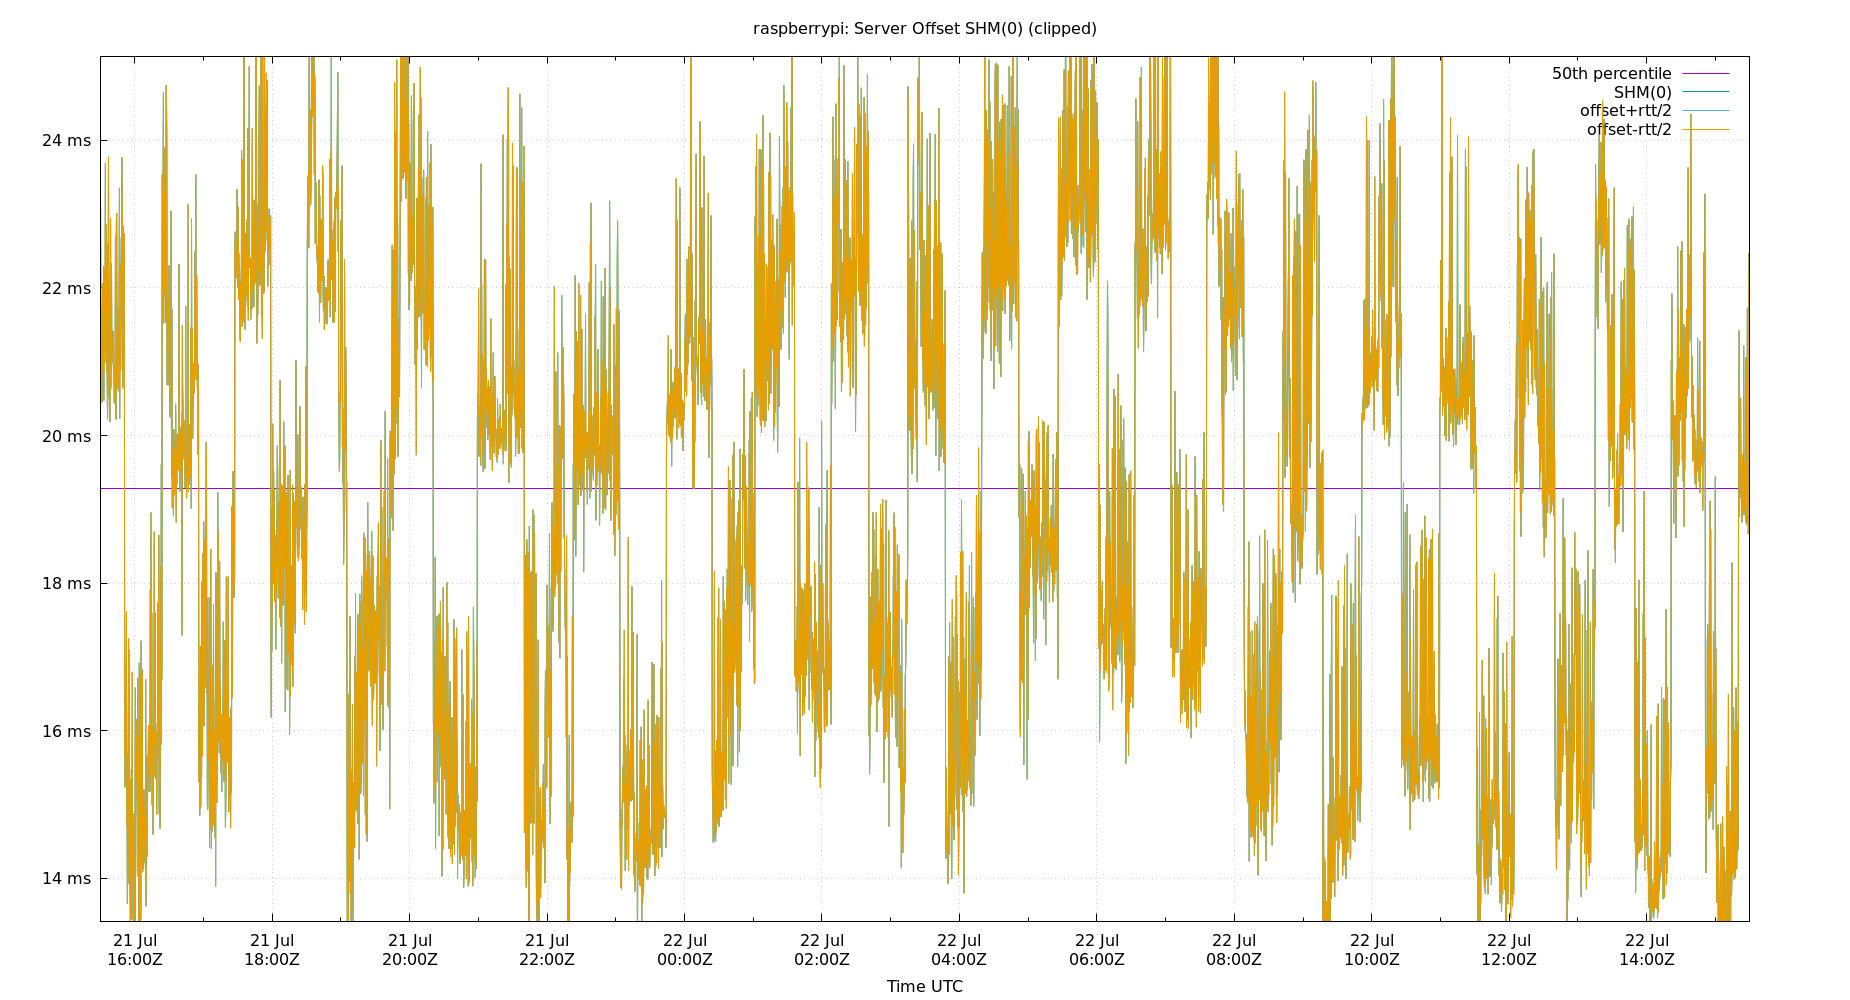 raspberrypi: Server Offset SHM(0) (clipped)
50th percentile
SHM(0)
offset+rtt/2
offset-rtt/2
24 ms
22 ms
20 ms
18 ms
16 ms
14 ms
21 Jul 21 Jul 21 Jul 21 Jul 22 Jul 22 Jul 22 Jul 22 Jul 22 Jul 22 Jul 22 Jul 22 Jul
16:00Z 18:00Z 20:00Z 22:00Z 00:00Z 02:00Z 04:00Z 06:00Z 08:00Z 10:00Z 12:00Z 14:00Z
Time UTC